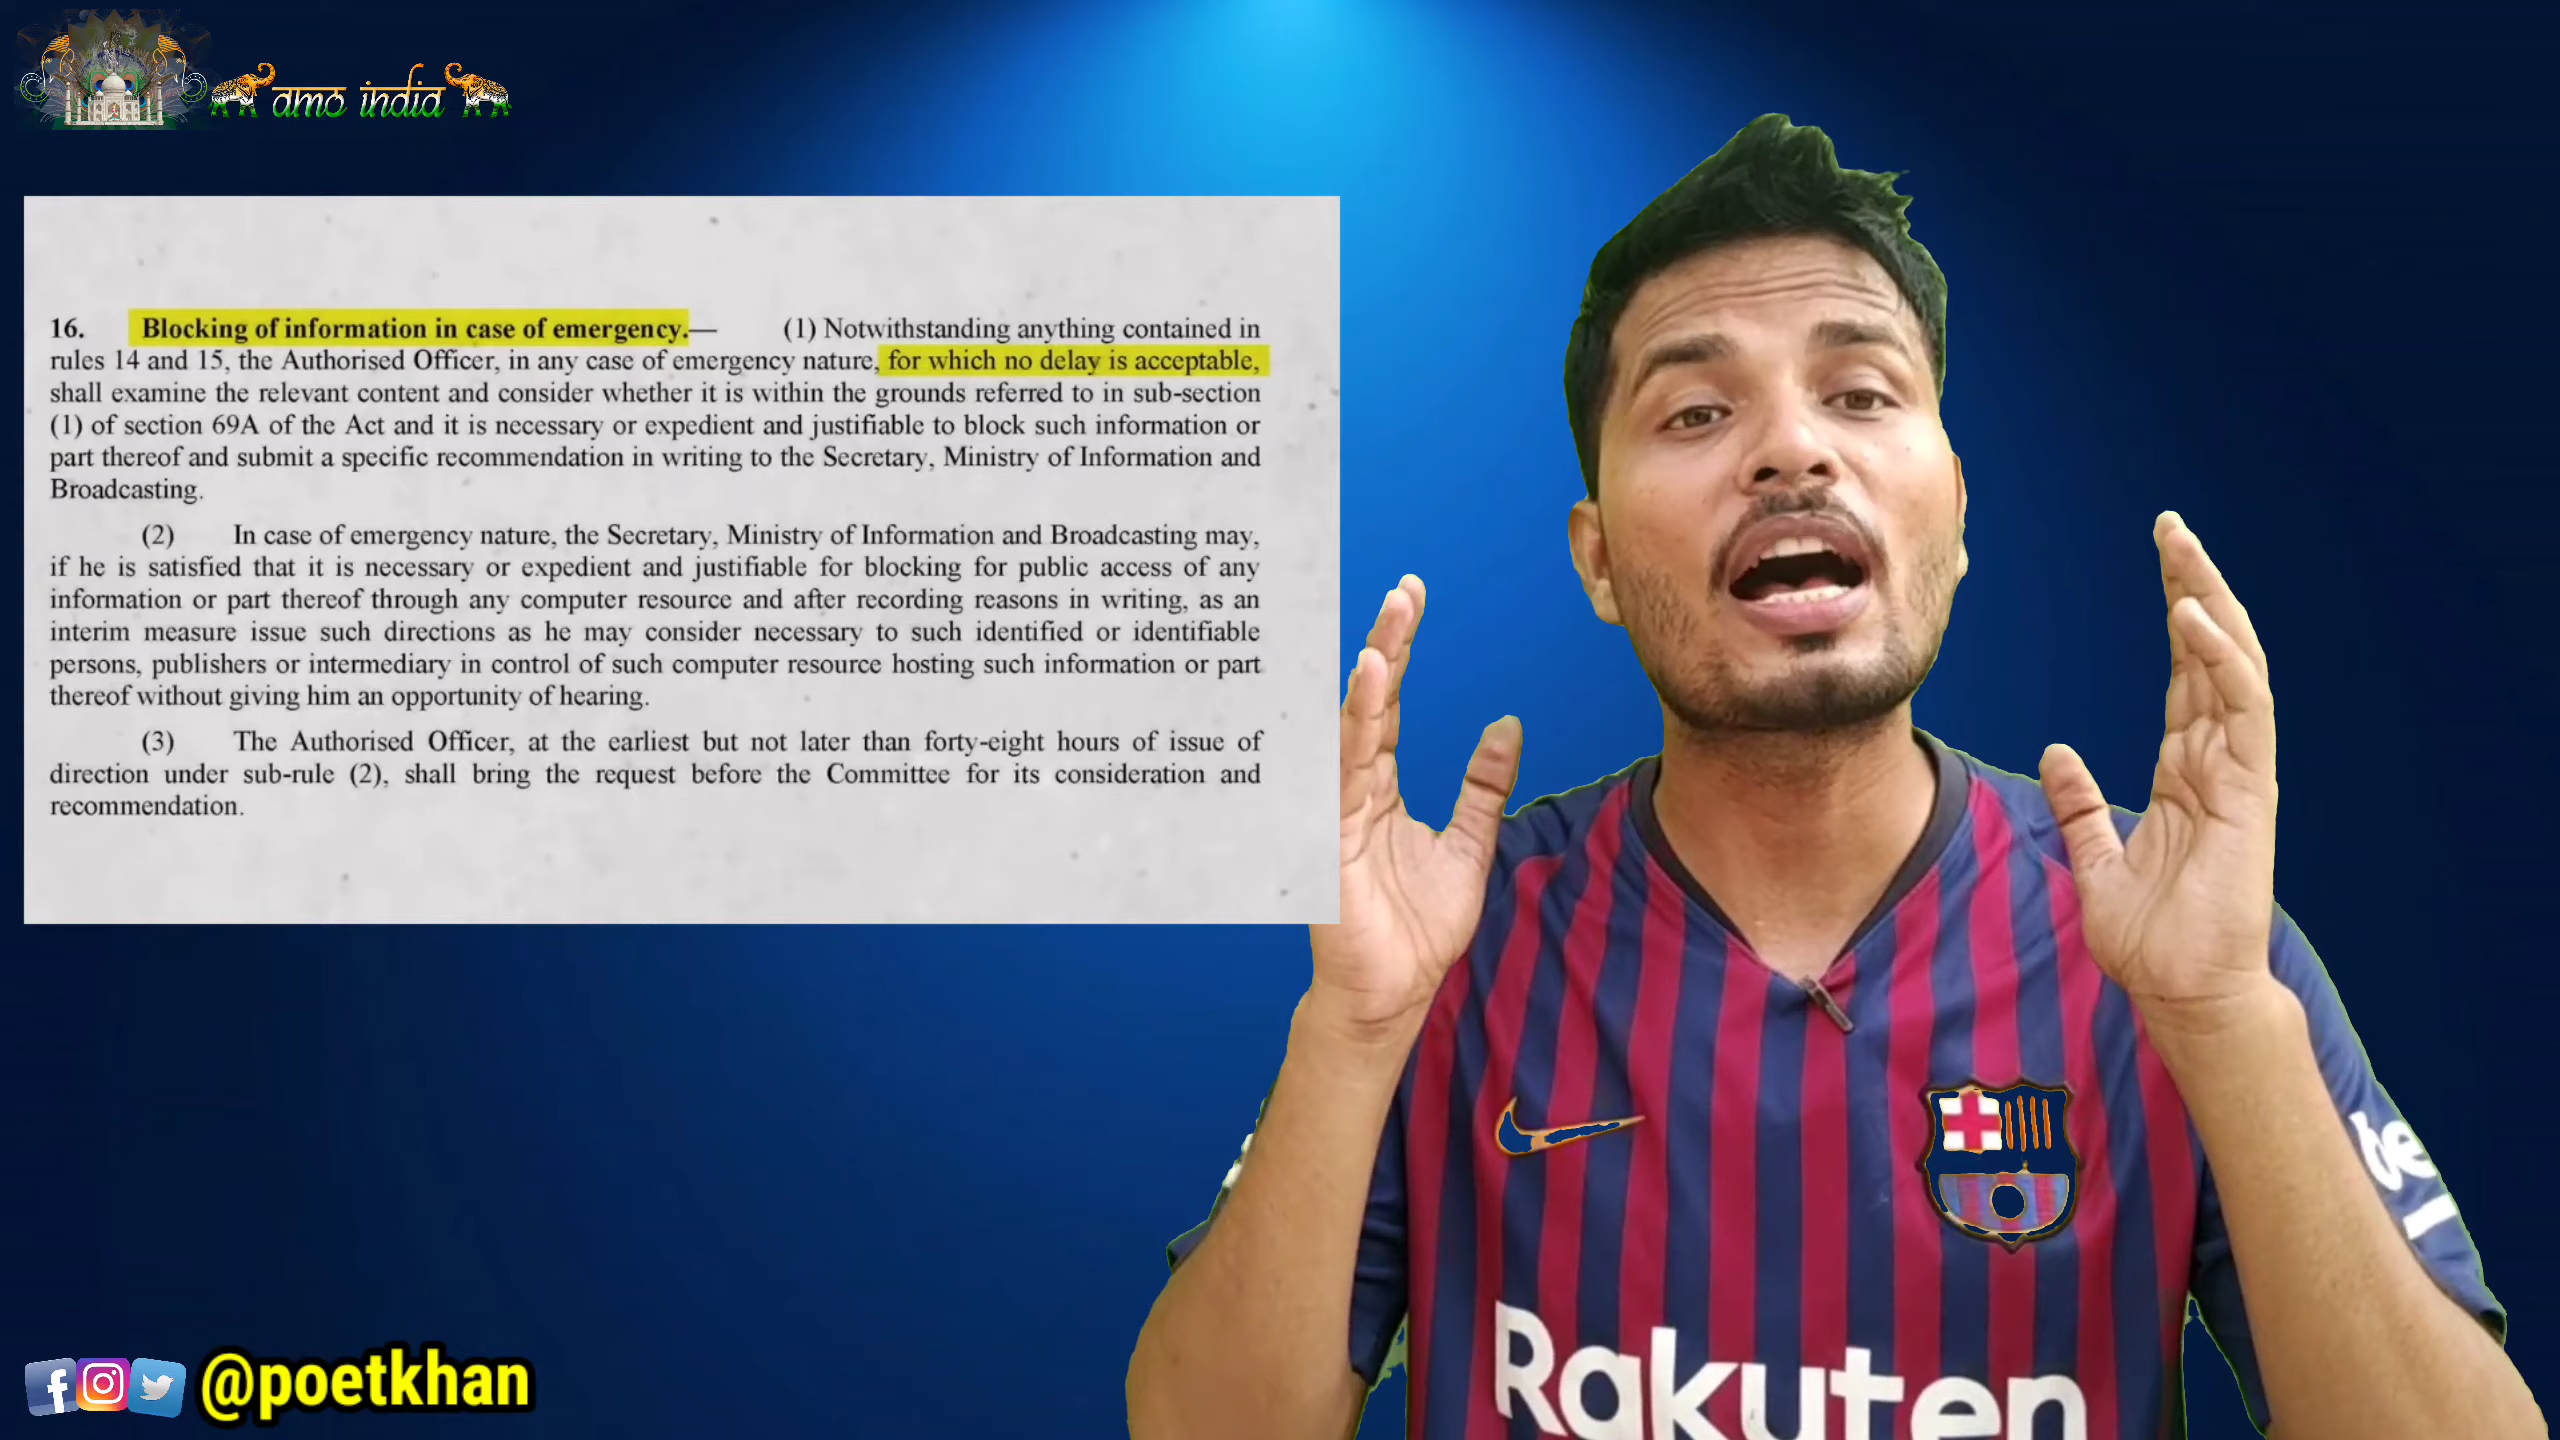 amo india
16. Blocking of information in case of emergency.— (1) Notwithstanding anything contained in
rules 14 and 15, the Authorised Officer, in any case of emergency nature, for which no delay is acceptable,
shall examine the relevant content and consider whether it is within the grounds referred to in sub-section
(1) of section 69A of the Act and it is necessary or expedient and justifiable to block such information or
part thereof and submit a specific recommendation in writing to the Secretary, Ministry of Information and
Broadcasting.
(2) In case of emergency nature, the Secretary, Ministry of Information and Broadcasting may,
if he is satisfied that it is necessary or expedient and justifiable for blocking for public access of any
information or part thereof through any computer resource and after recording reasons in writing, as an
interim measure issue such directions as he may consider necessary to such identified or identifiable
persons, publishers or intermediary in control of such computer resource hosting such information or part
thereof without giving him an opportunity of hearing.
(3) The Authorised Officer, at the earliest but not later than forty-eight hours of issue of
direction under sub-rule (2), shall bring the request before the Committee for its consideration and
recommendation.
be
Rakuten
@poetkhan